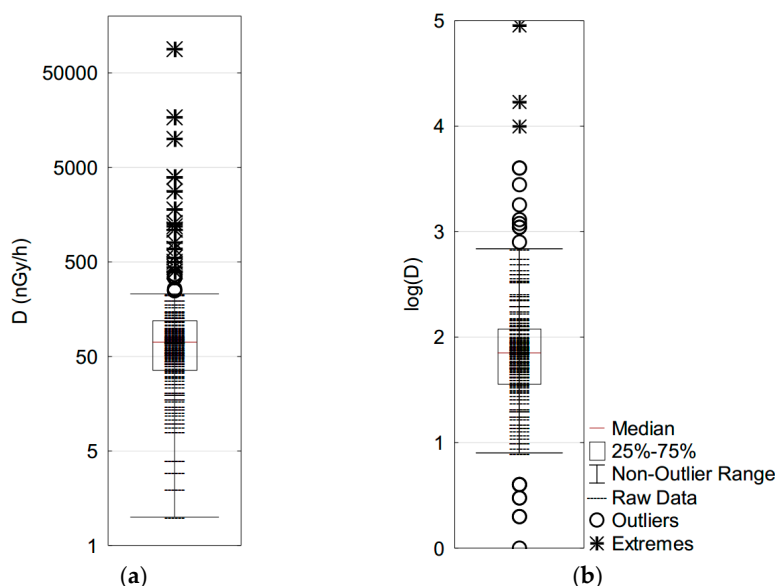 50000
5000
500
50
5
1
D (nGy/h)
(a)
5
4
3
2
1
0
log(D)
(b)
Median
25%-75%
Non-Outlier Range
Raw Data
Outliers
Extremes